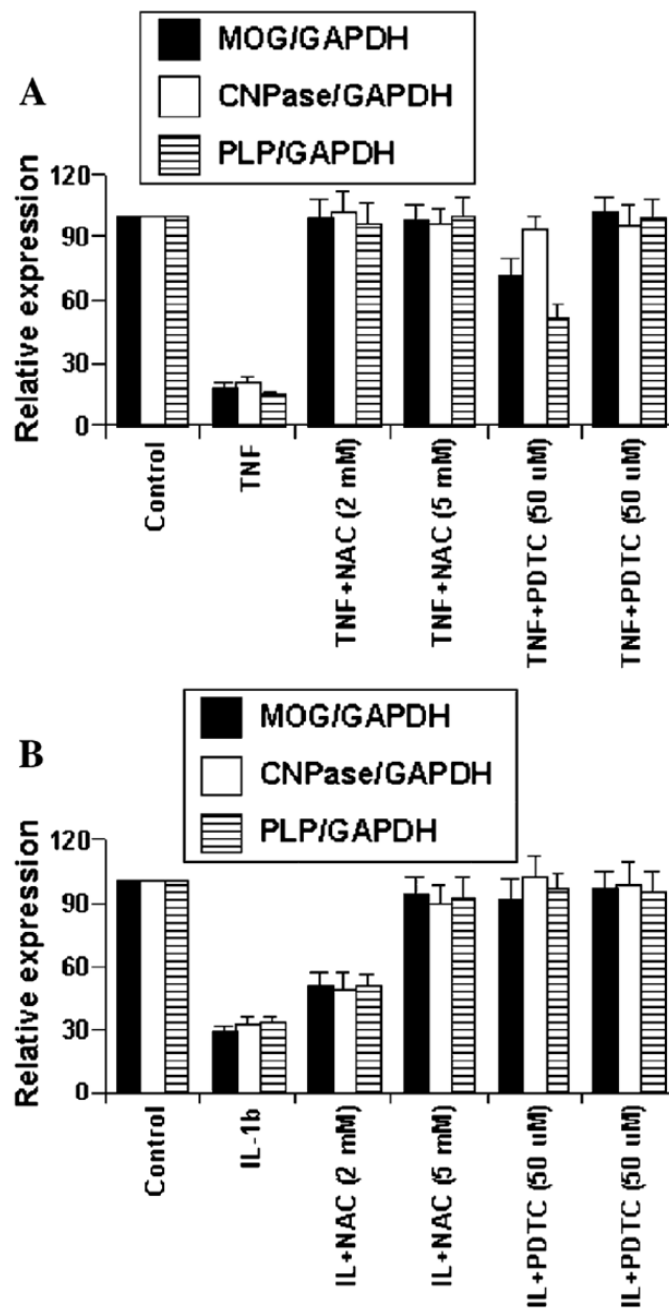 A
MOG/GAPDH
CNPase/GAPDH
PLP/GAPDH
Relative expression
120
90
60
30
0
Control
TNF
TNF+NAC (2 mM)
TNF+NAC (5 mM)
TNF+PDTC (50 uM)
TNF+PDTC (50 uM)
B
MOG/GAPDH
CNPase/GAPDH
PLP/GAPDH
Relative expression
120
90
60
30
0
Control
IL-1b
IL+NAC (2 mM)
IL+NAC (5 mM)
IL+PDTC (50 uM)
IL+PDTC (50 uM)